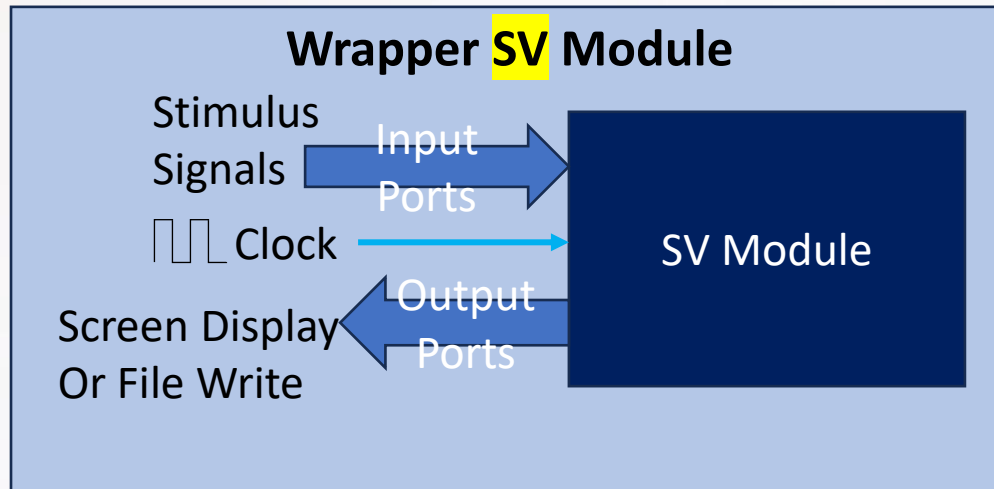 Wrapper SV Module
Stimulus
Signals
Input
Ports
Clock
SV Module
Output
Ports
Screen Display
Or File Write